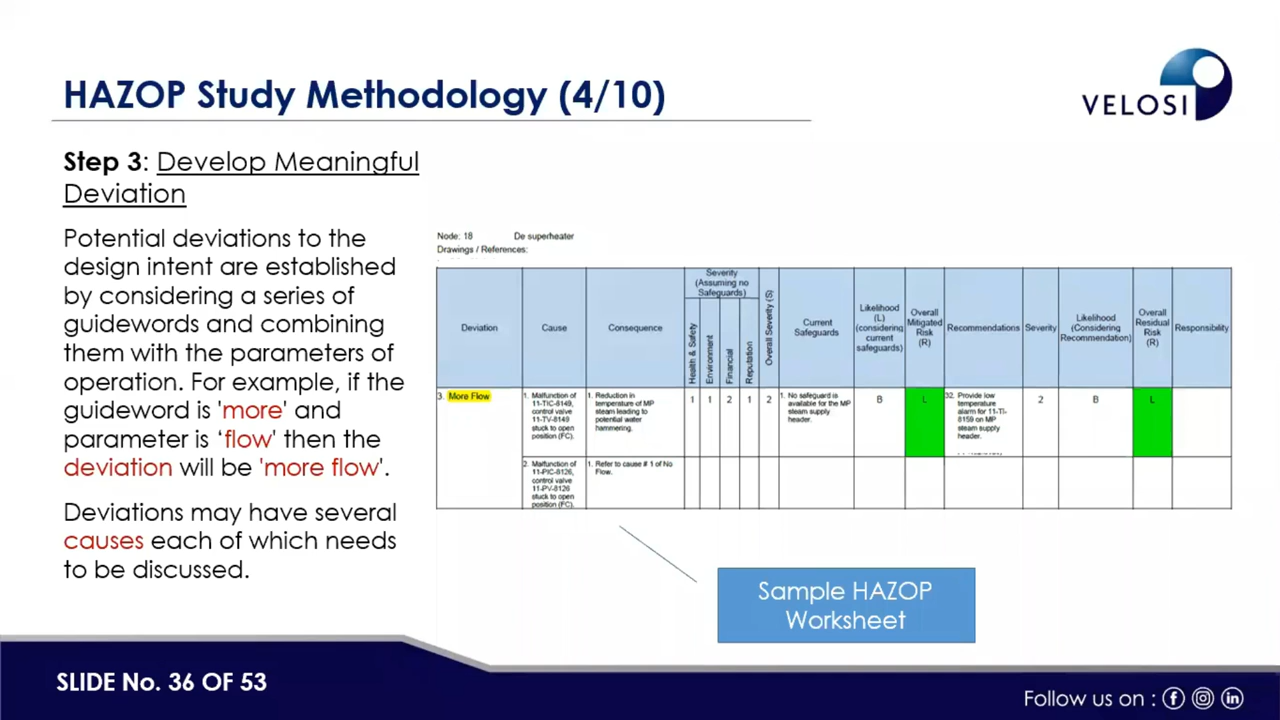 HAZOP Study Methodology (4/10)
VELOSI
Step 3: Develop Meaningful
Deviation
Potential deviations to the
design intent are established
by considering a series of
guidewords and combining
them with the parameters of
operation. For example, if the
guideword is 'more' and
parameter is ‘flow' then the
deviation will be 'more flow'.
Deviations may have several
causes each of which needs
to be discussed.
Node: 18 De superheater
Drawings / References:
Deviation
Cause
Consequence
Severity
(Assuming no
Safeguards)
Health & Safety
Environment
Financial
Reputation
Overall Severity (S)
Current
Safeguards
Likelihood
(L)
(considering
current
safeguards)
Overall
Mitigated
Risk
(R)
Recommendations
Severity
Likelihood
(Considering
Recommendation)
Overall
Residual
Risk
(R)
Responsibility
3. More Flow
1. Malfunction of
11-TIC-8149,
control valve
11-TV-8149
stuck to open
position (FC).
1. Reduction in
temperature of MP
steam leading to
potential water
hammering.
1
1
2
1
2
1. No safeguard is
available for the MP
steam supply
header.
B
L
32. Provide low
temperature
alarm for 11-TI-
8159 on MP
steam supply
header.
2
B
L
2. Malfunction of
11-PIC-8126,
control valve
11-PV-8126
stuck to open
position (FC).
1. Refer to cause # 1 of No
Flow.
Sample HAZOP
Worksheet
SLIDE No. 36 OF 53
Follow us on :